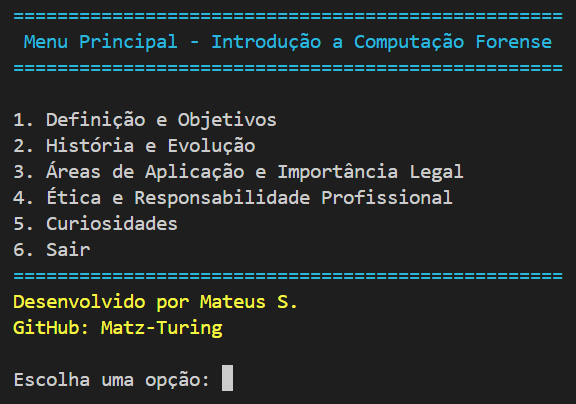 ==================================================
Menu Principal - Introdução a Computação Forense
==================================================
1. Definição e Objetivos
2. História e Evolução
3. Áreas de Aplicação e Importância Legal
4. Ética e Responsabilidade Profissional
5. Curiosidades
6. Sair
==================================================
Desenvolvido por Mateus S.
GitHub: Matz-Turing
Escolha uma opção: